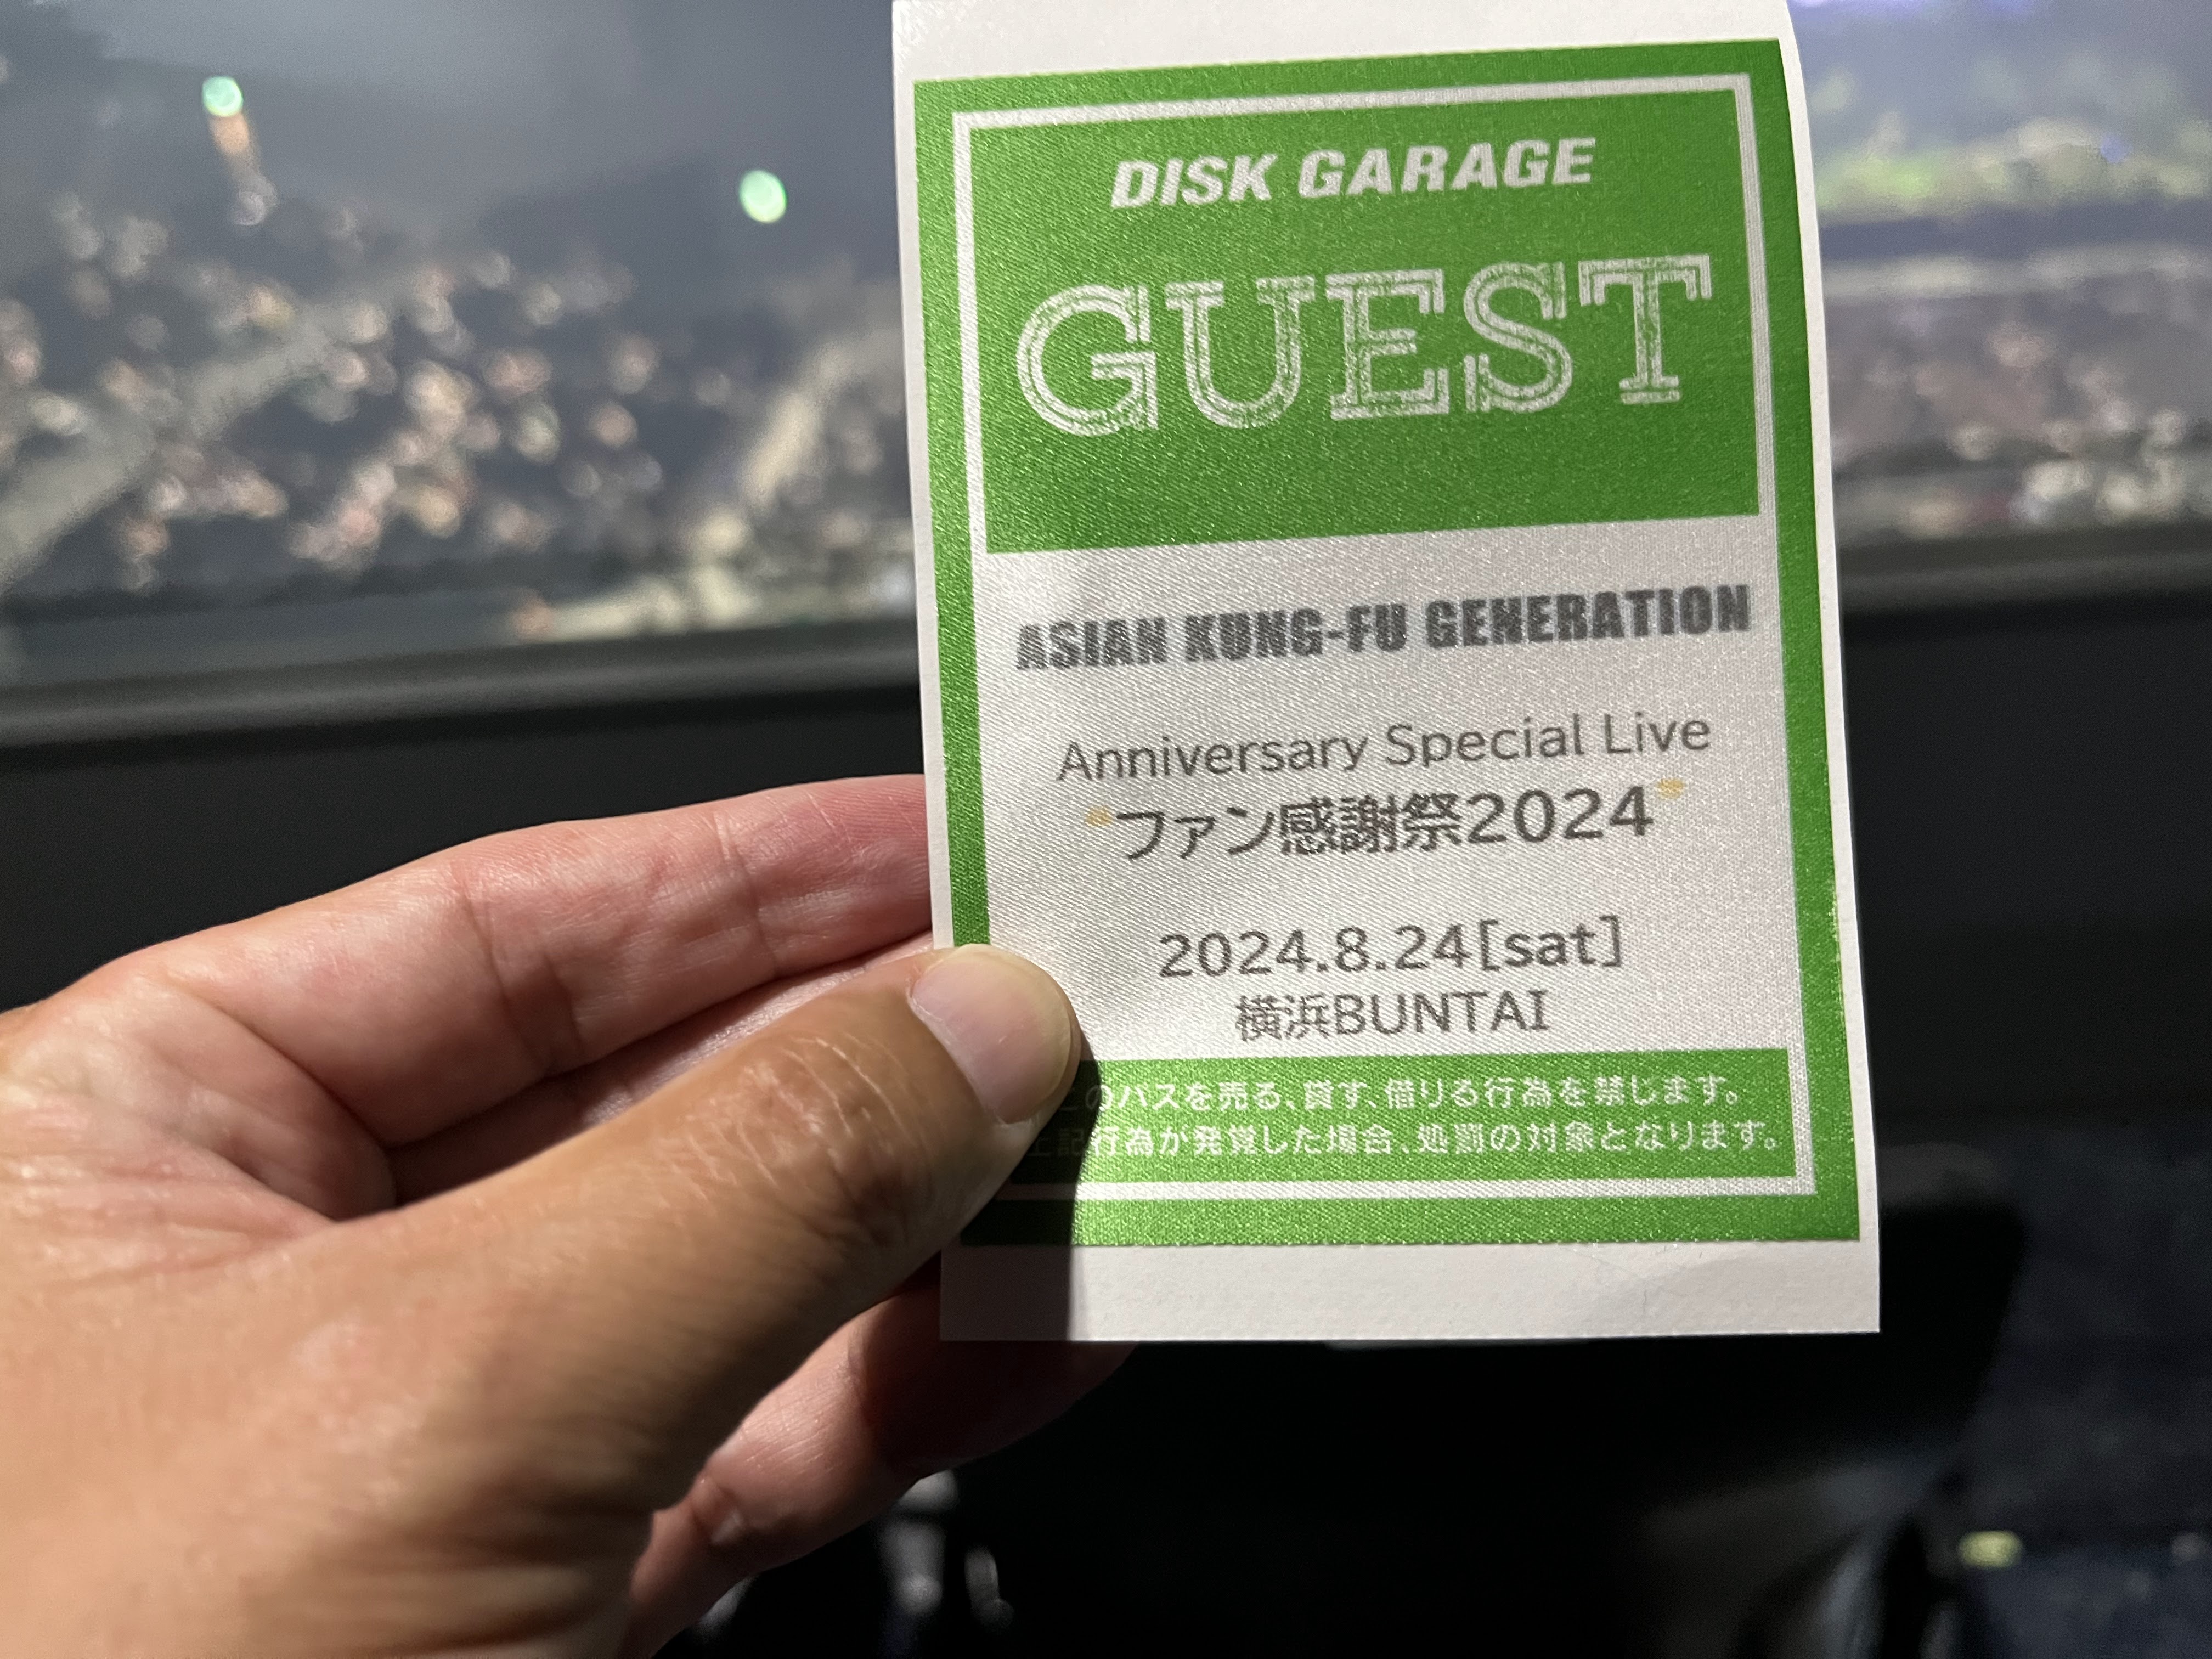 DISK GARAGE
GUEST
ASIAN KUNG-FU GENERATION
Anniversary Special Live
"ファン感謝祭2024"
2024.8.24[sat]
横浜BUNTAI
このパスを売る、貸す、借りる行為を禁じます。
上記行為が発覚した場合、処罰の対象となります。